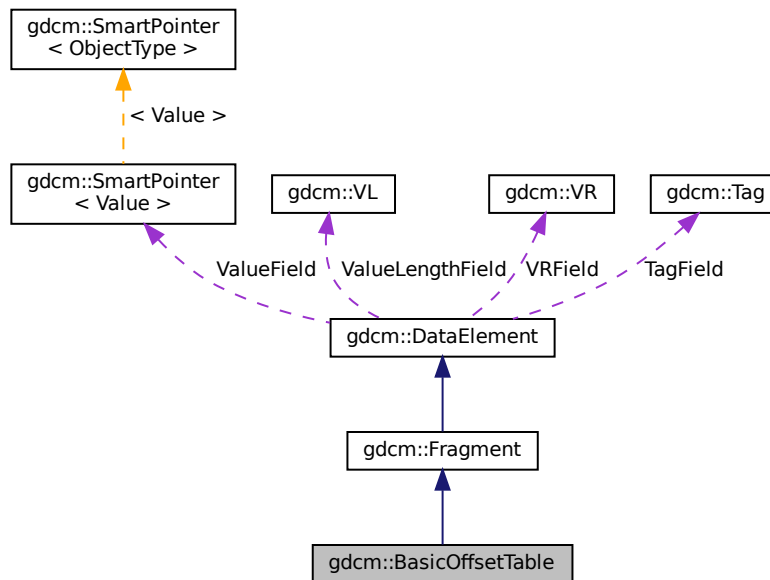 gdcm::SmartPointer
< ObjectType >
< Value >
gdcm::SmartPointer
< Value >
gdcm::VL
gdcm::VR
gdcm::Tag
ValueField
ValueLengthField
VRField
TagField
gdcm::DataElement
gdcm::Fragment
gdcm::BasicOffsetTable